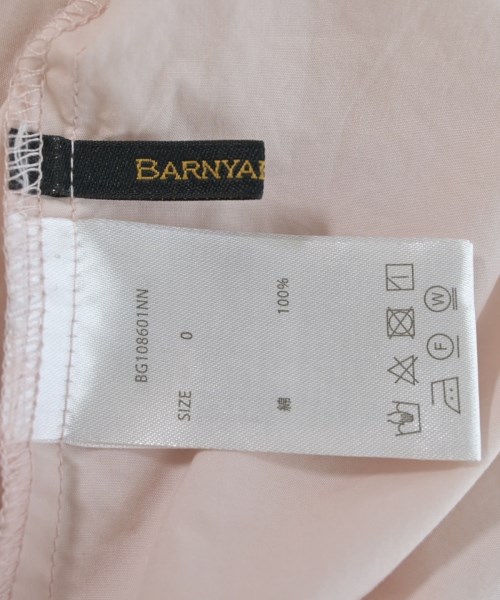 BARNYA
BG108601NN
SIZE 0
綿 100%
W
F